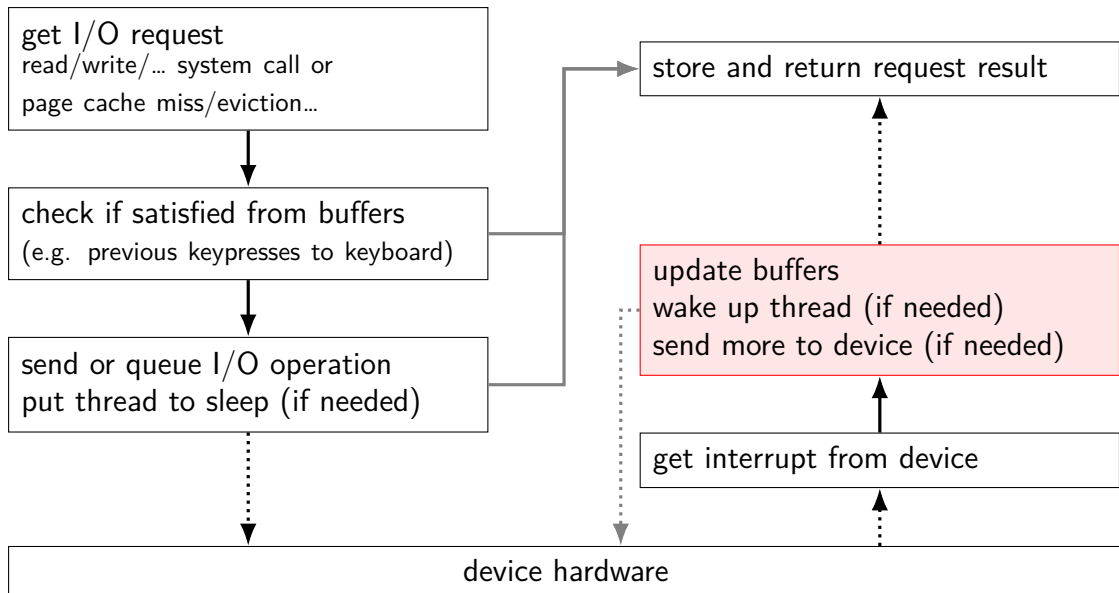 get I/O request
read/write/… system call or
page cache miss/eviction…
check if satisfied from buffers
(e.g. previous keypresses to keyboard)
send or queue I/O operation
put thread to sleep (if needed)
store and return request result
update buffers
wake up thread (if needed)
send more to device (if needed)
get interrupt from device
device hardware